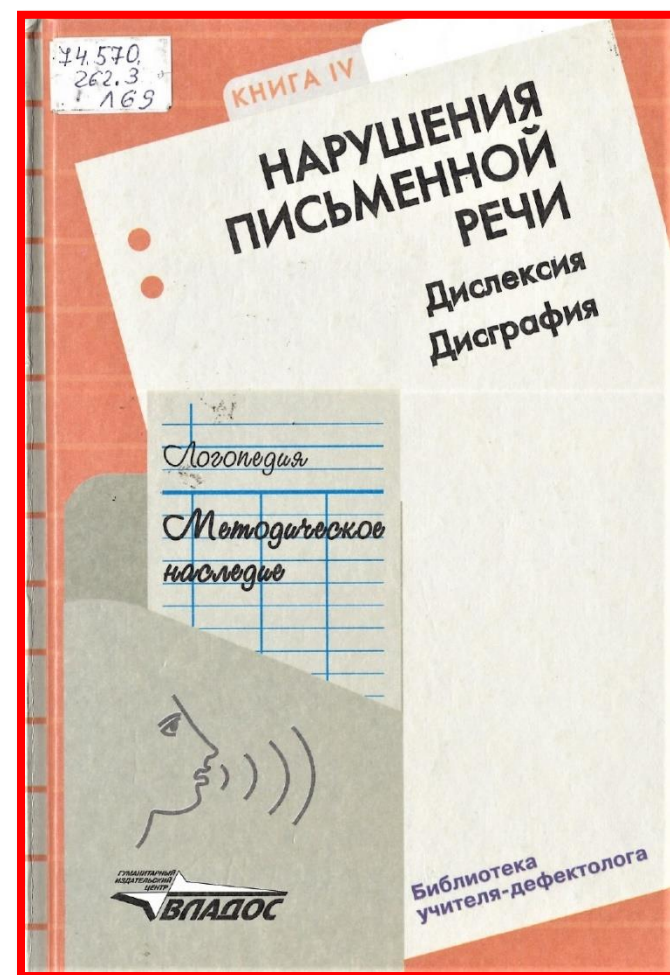 74.570.
262.3
Л69
КНИГА IV
НАРУШЕНИЯ
ПИСЬМЕННОЙ
РЕЧИ
Дислексия
Дисграфия
Логопедия
Методическое
наследие
ГУМАНИТАРНЫЙ
ИЗДАТЕЛЬСКИЙ
ЦЕНТР
ВЛАДОС
Библиотека
учителя-дефектолога